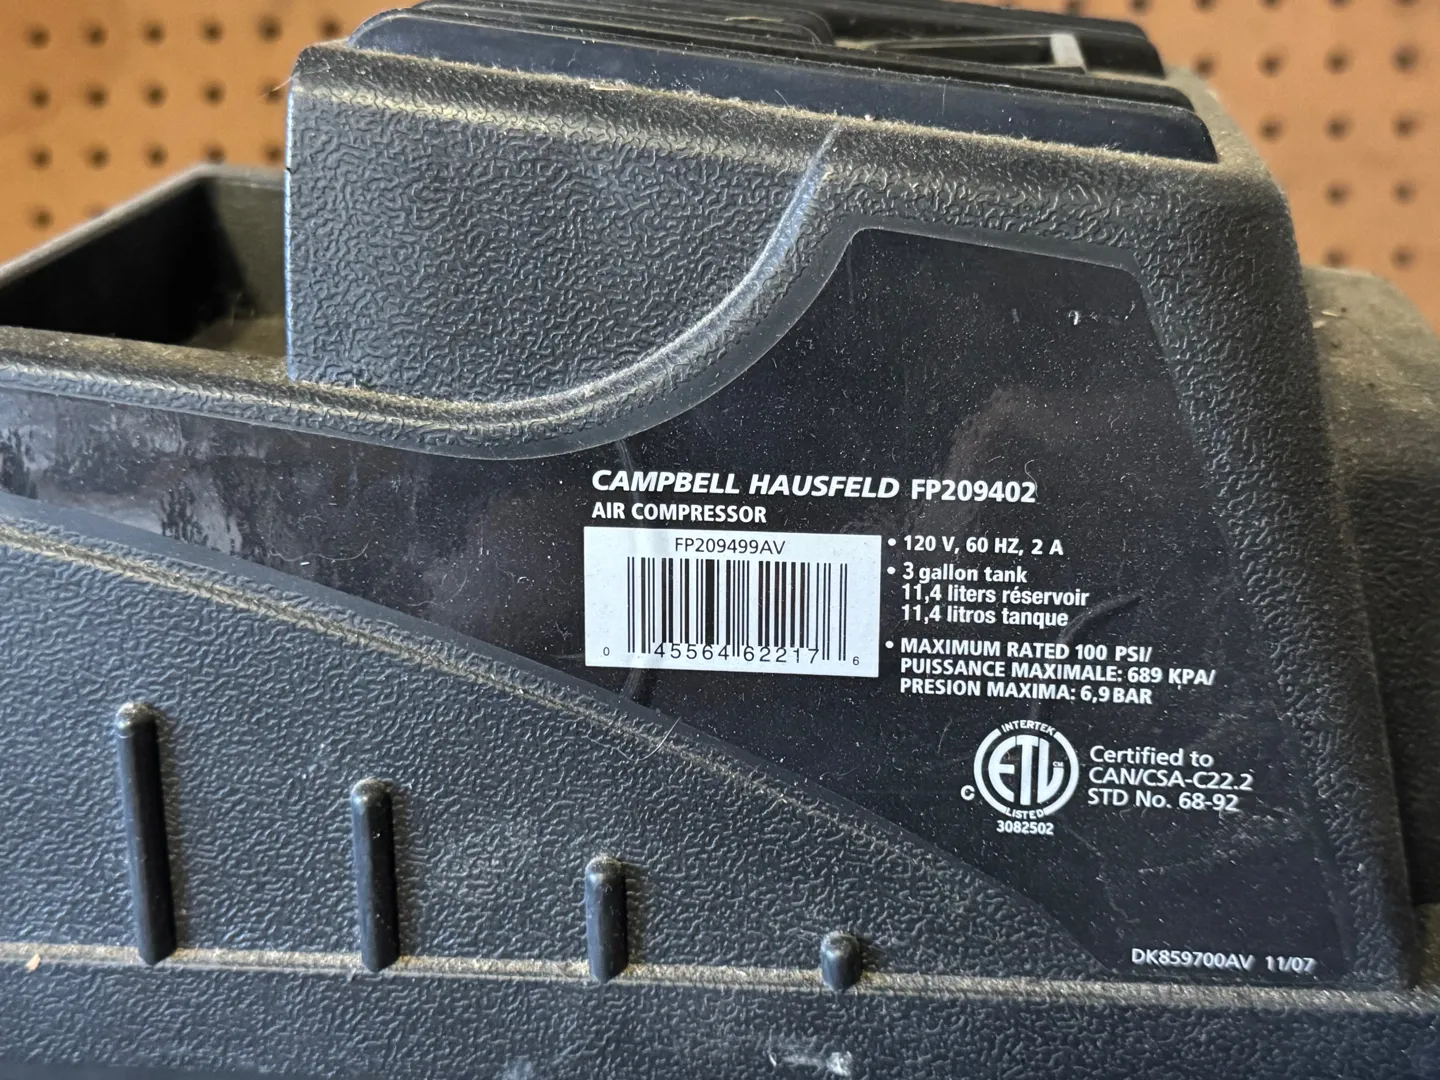 CAMPBELL HAUSFELD FP209402
AIR COMPRESSOR
FP209499AV
0 45564 62217 6
• 120 V, 60 HZ, 2 A
• 3 gallon tank
11,4 liters réservoir
11,4 litros tanque
• MAXIMUM RATED 100 PSI/
PUISSANCE MAXIMALE: 689 KPA/
PRESION MAXIMA: 6,9 BAR
INTERTEK
ETL CM
C
LISTED
3082502
Certified to
CAN/CSA-C22.2
STD No. 68-92
DK859700AV 11/07